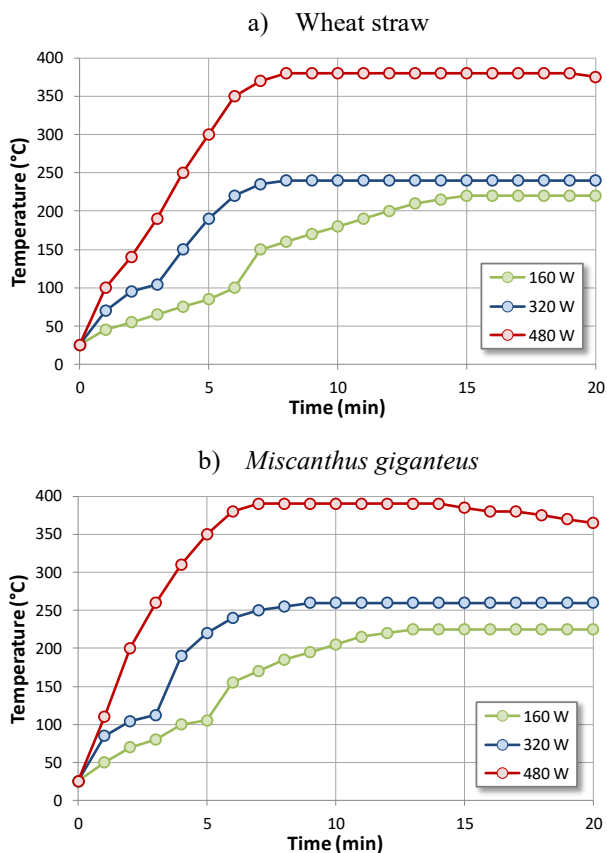 a) Wheat straw
400
350
300
250
200
150
100
50
0
Temperature (°C)
160 W
320 W
480 W
0 5 10 15 20
Time (min)
b) Miscanthus giganteus
400
350
300
250
200
150
100
50
0
Temperature (°C)
160 W
320 W
480 W
0 5 10 15 20
Time (min)